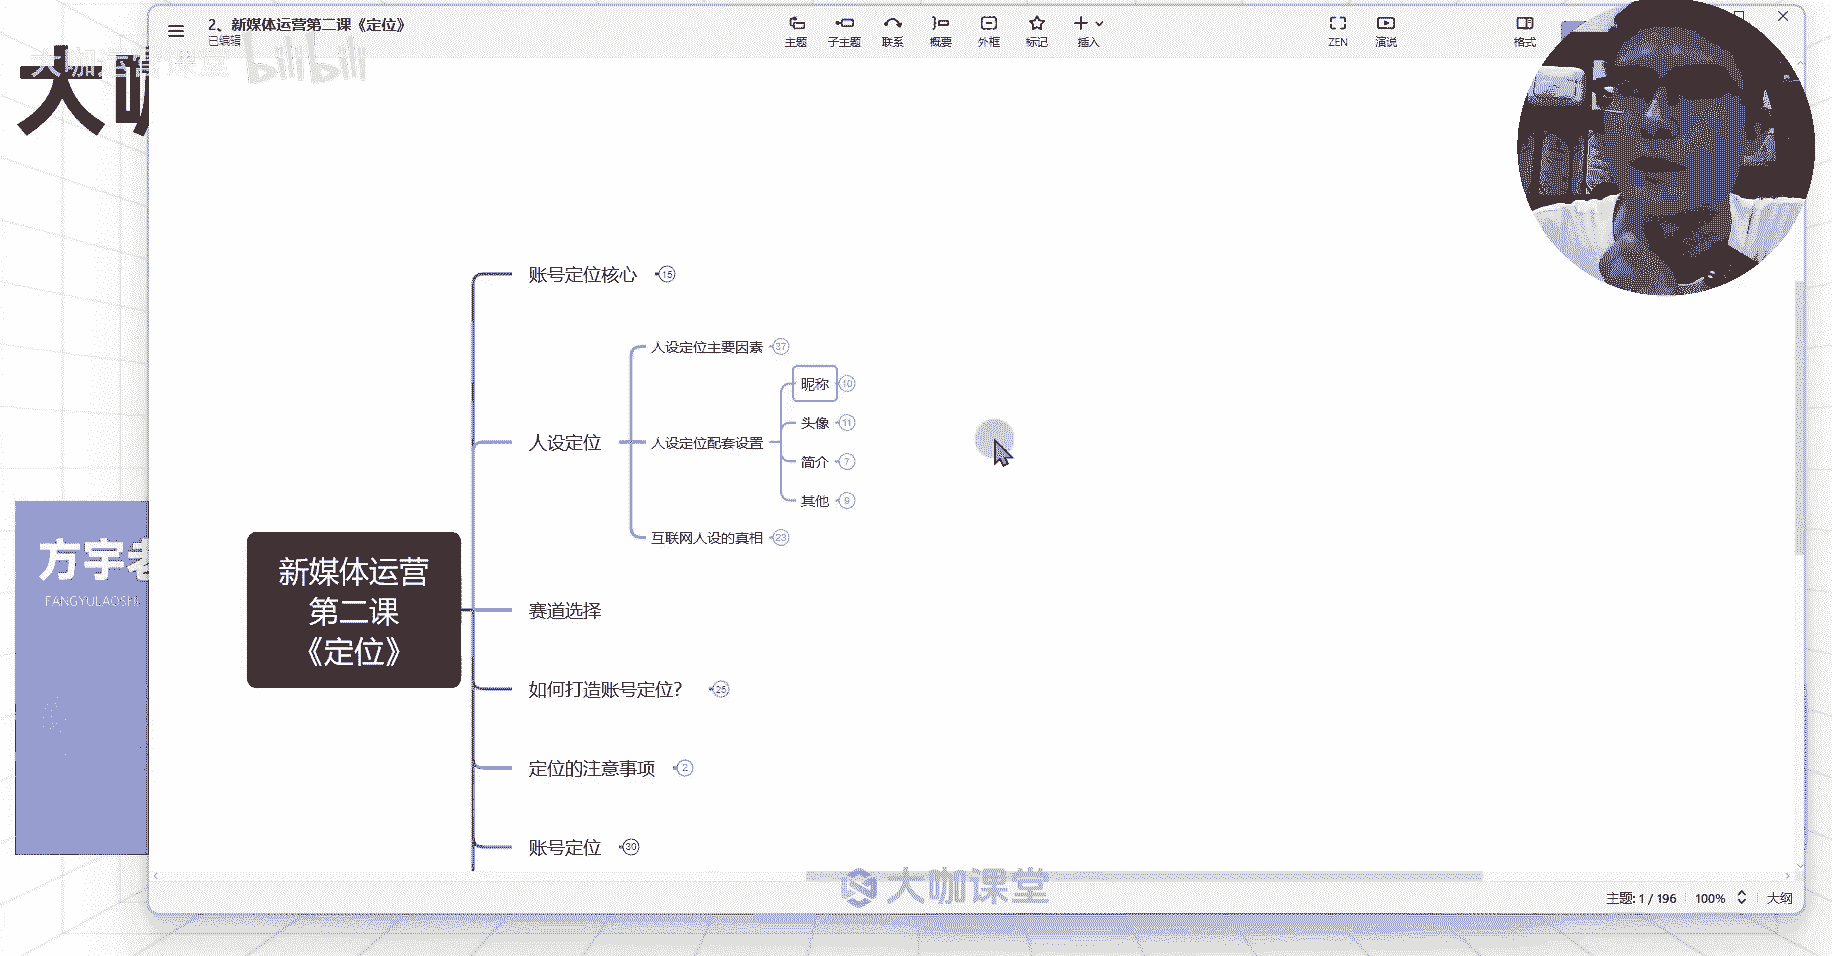 2、新媒体运营第二课《定位》
已编辑
主题
子主题
联系
概要
外框
标记
插入
ZEN
演说
格式
大咖运营课堂 bilibili
大咖
账号定位核心 15
人设定位主要因素 37
昵称 10
头像 11
人设定位
人设定位配套设置
简介 7
其他 9
互联网人设的真相 23
新媒体运营
第二课
《定位》
方宇老
FANGYULAOSHI
赛道选择
如何打造账号定位？ 25
定位的注意事项 2
账号定位 30
大咖课堂
主题: 1 / 196
100%
大纲